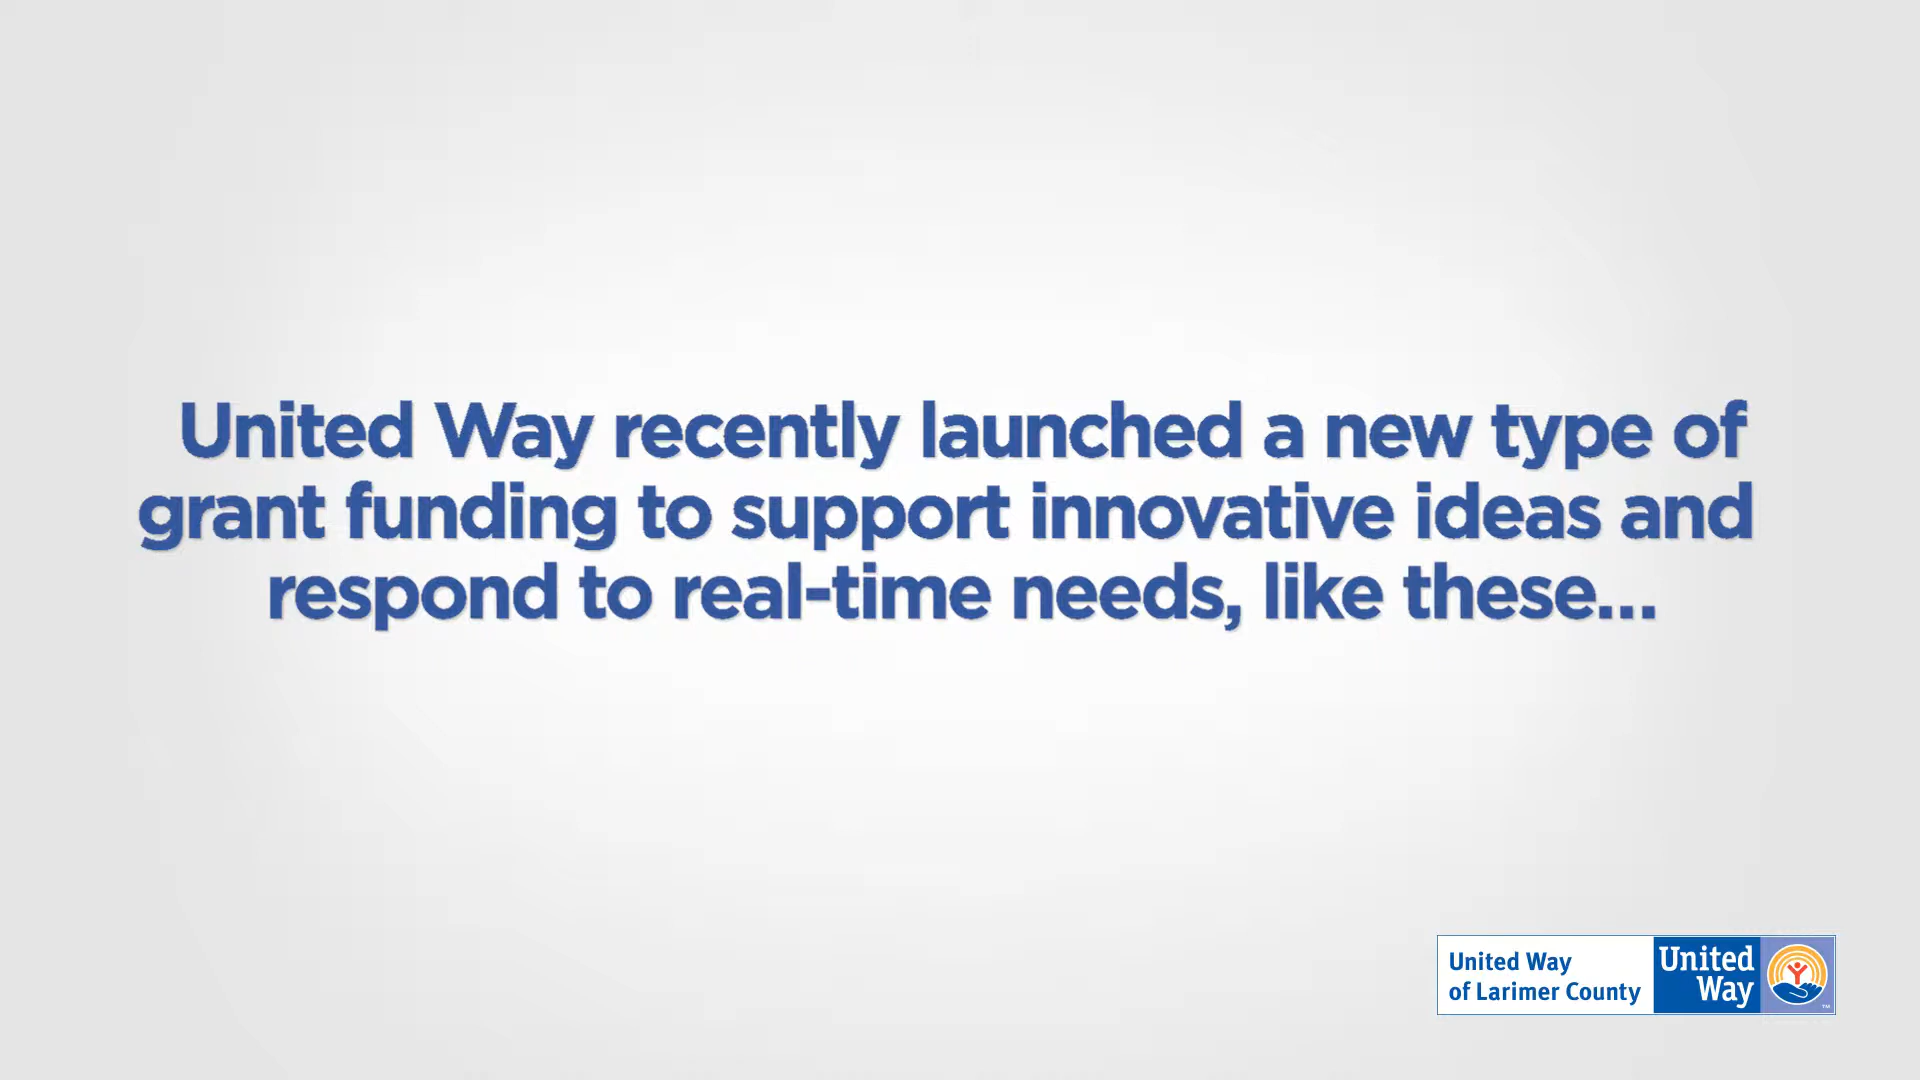 United Way recently launched a new type of
grant funding to support innovative ideas and
respond to real-time needs, like these...
United Way
of Larimer County
United
Way
™